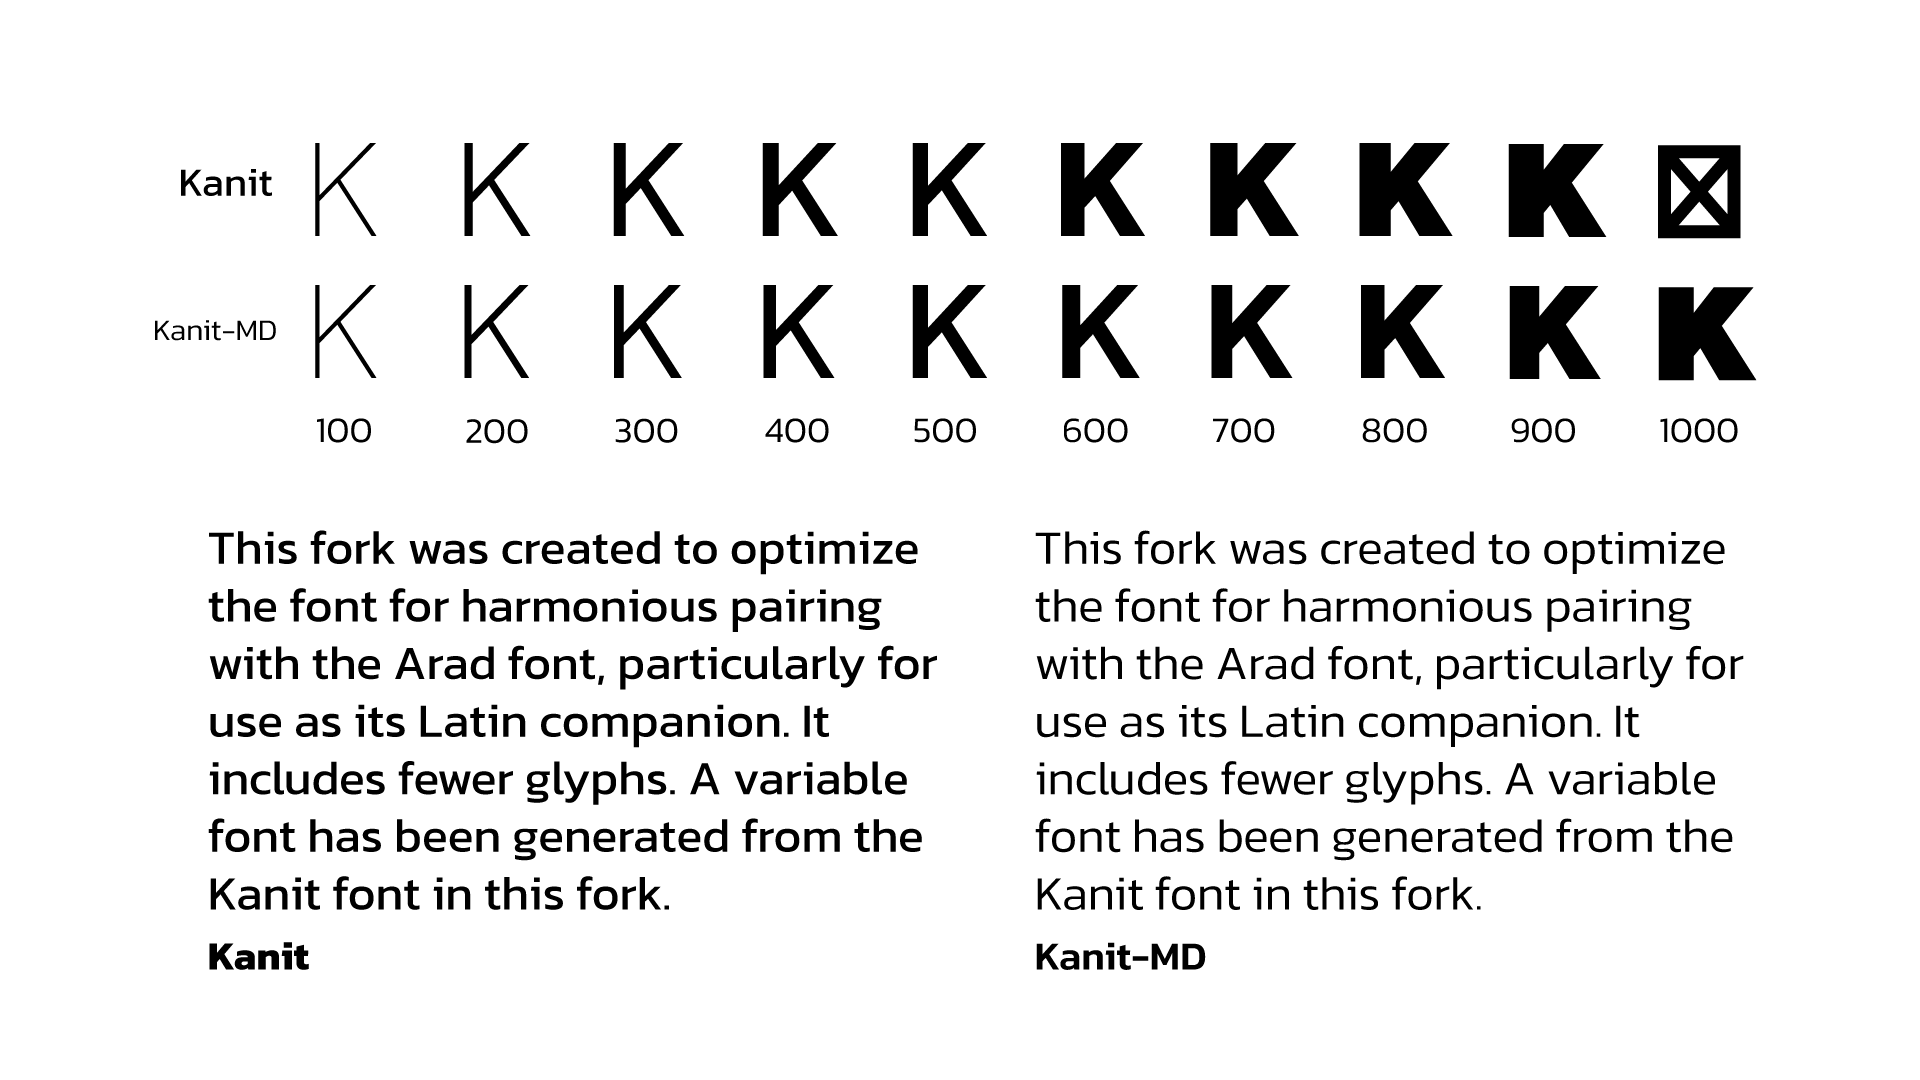 Kanit K K K K K K K K K
Kanit-MD K K K K K K K K K K
100 200 300 400 500 600 700 800 900 1000
This fork was created to optimize
the font for harmonious pairing
with the Arad font, particularly for
use as its Latin companion. It
includes fewer glyphs. A variable
font has been generated from the
Kanit font in this fork.
Kanit
This fork was created to optimize
the font for harmonious pairing
with the Arad font, particularly for
use as its Latin companion. It
includes fewer glyphs. A variable
font has been generated from the
Kanit font in this fork.
Kanit-MD